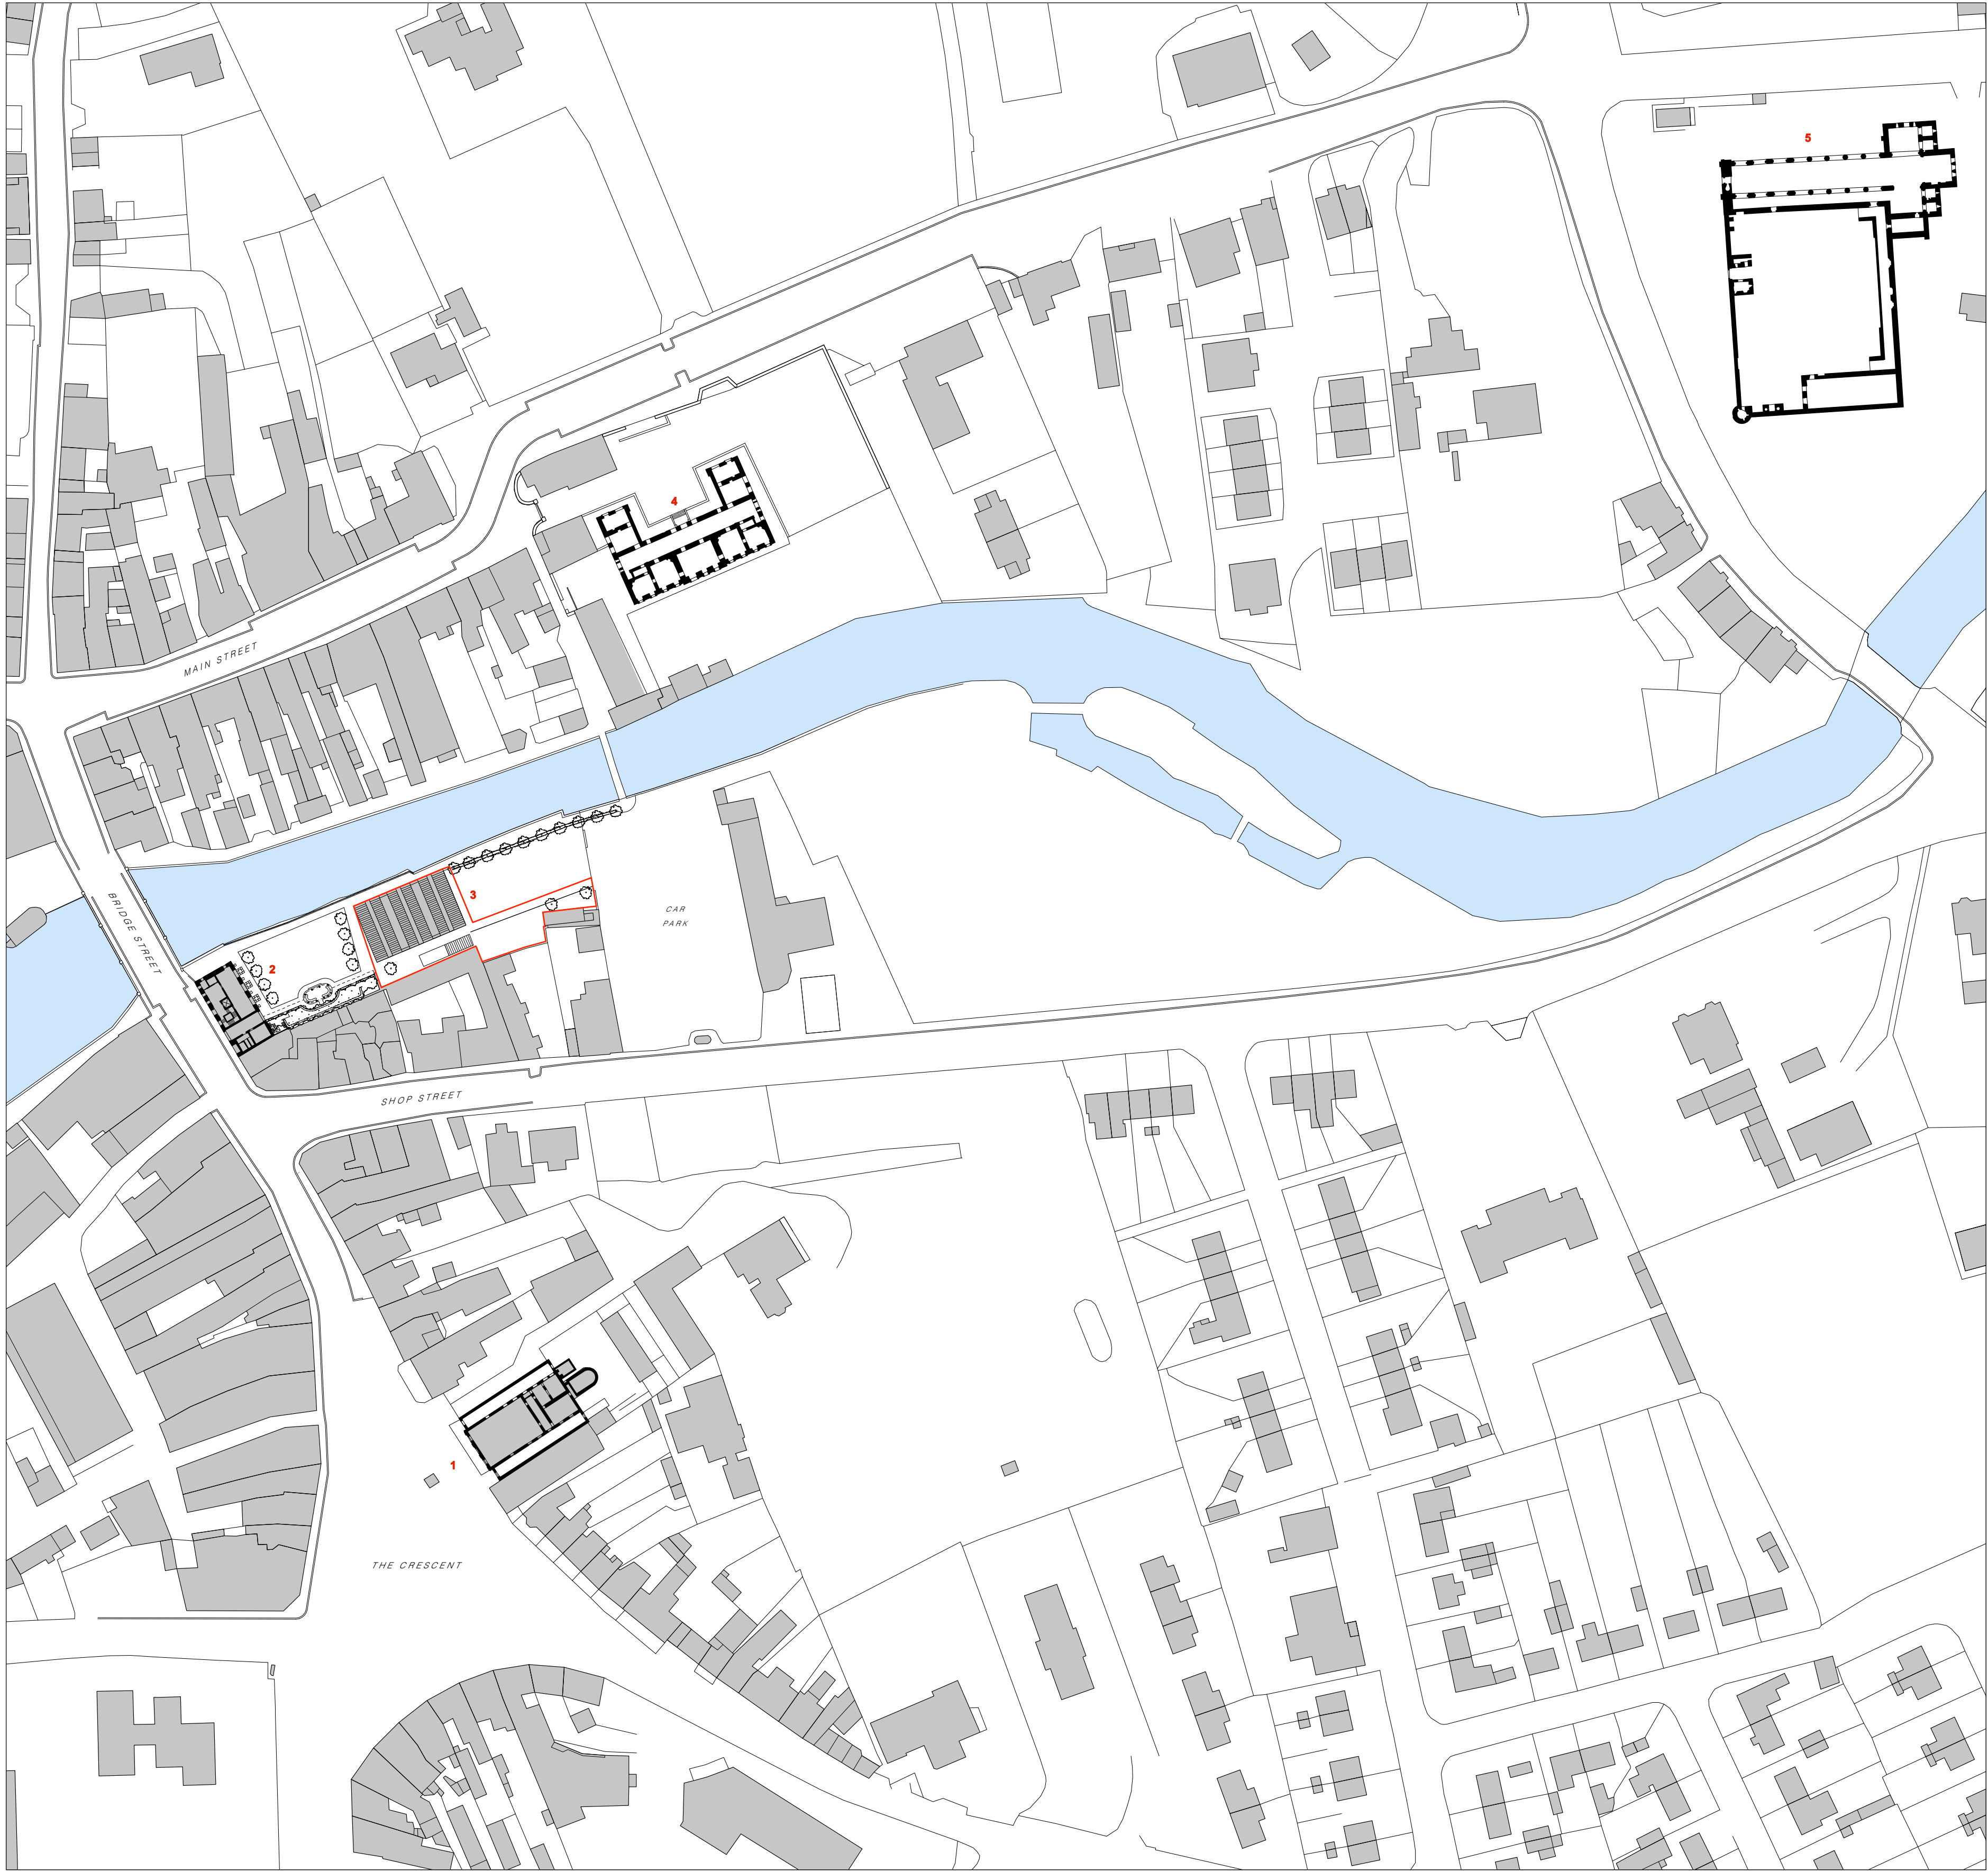 5
4
MAIN STREET
3
CAR
PARK
BRIDGE STREET
2
SHOP STREET
1
THE CRESCENT